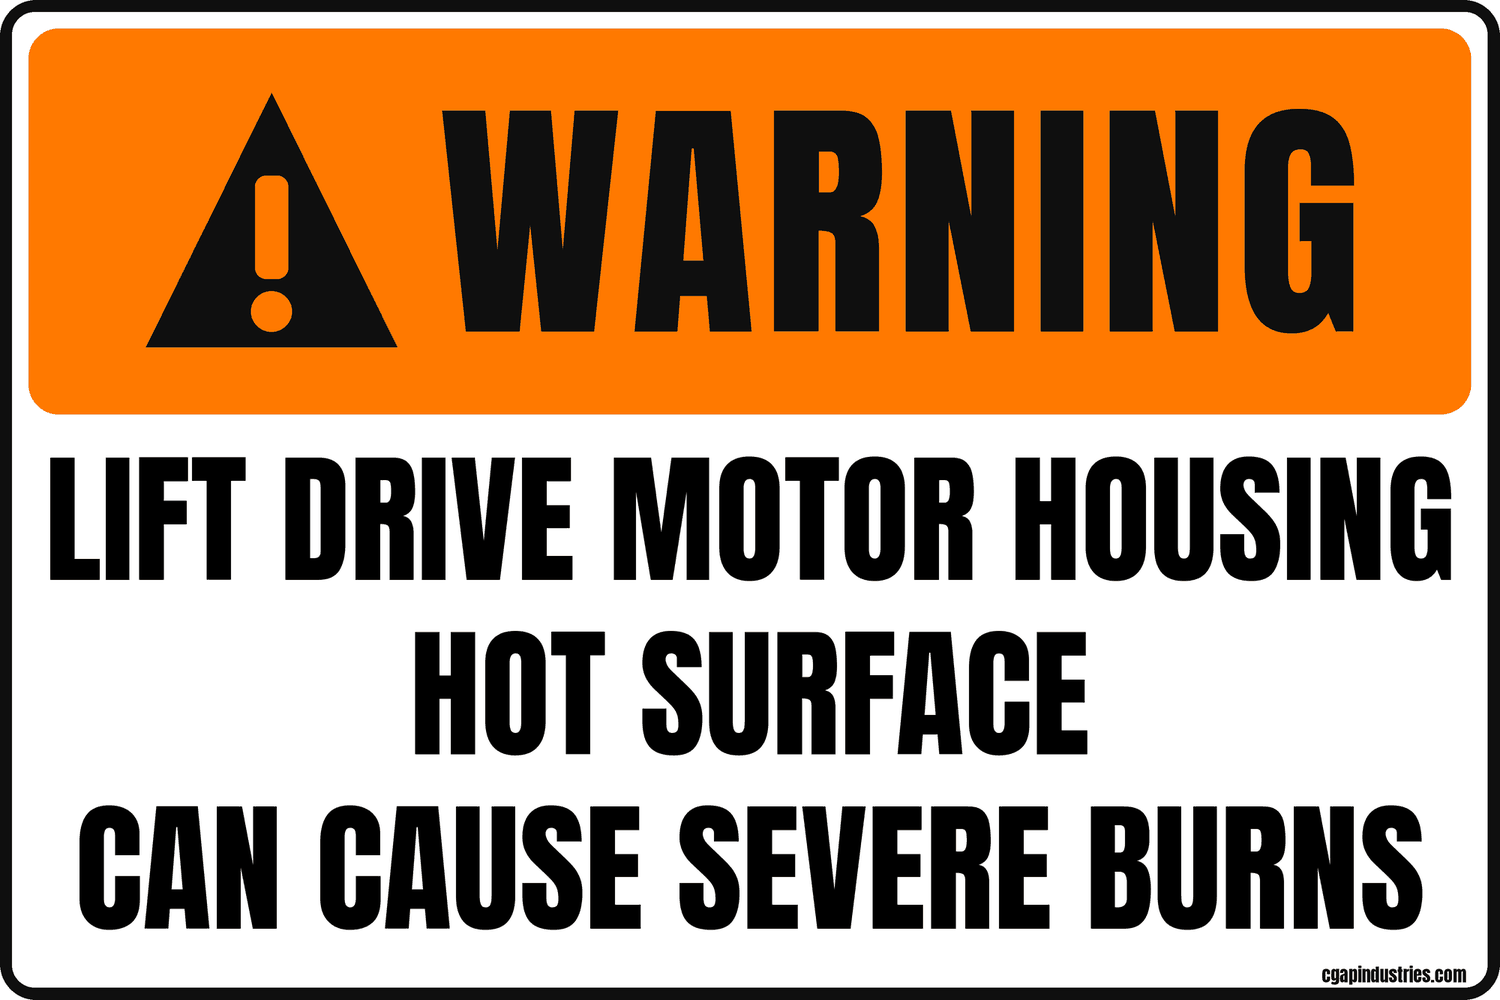 WARNING
LIFT DRIVE MOTOR HOUSING
HOT SURFACE
CAN CAUSE SEVERE BURNS
cgapindustries.com